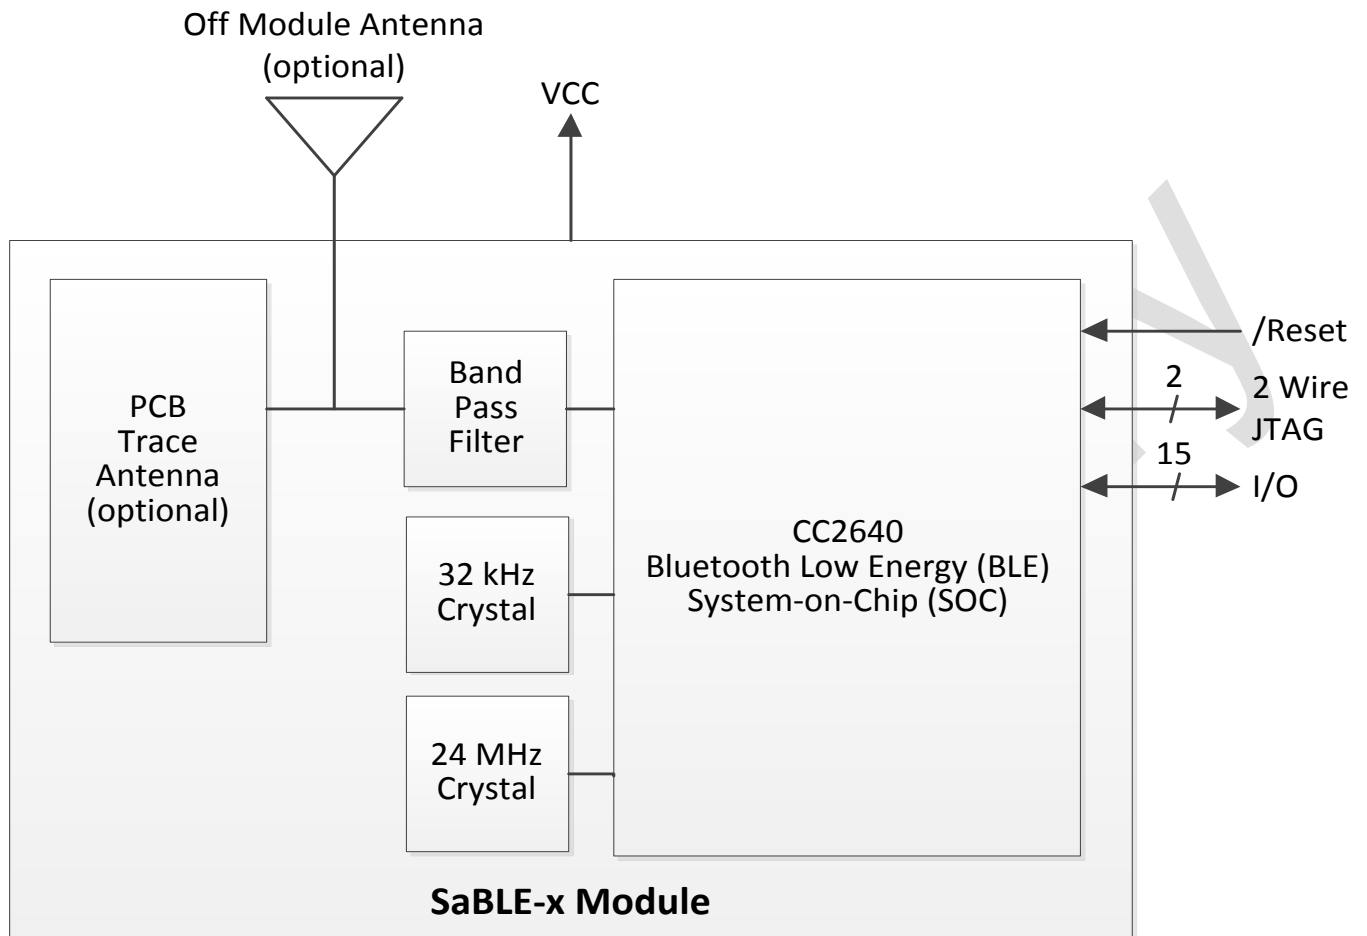 Off Module Antenna
(optional)
VCC
PCB
Trace
Antenna
(optional)
Band
Pass
Filter
32 kHz
Crystal
24 MHz
Crystal
CC2640
Bluetooth Low Energy (BLE)
System-on-Chip (SOC)
/Reset
2
2 Wire
JTAG
15
I/O
SaBLE-x Module
y